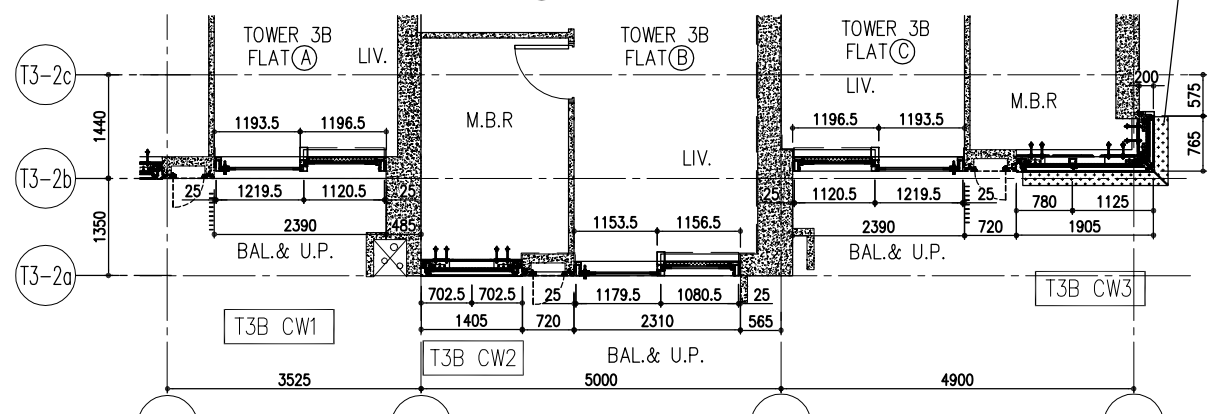 TOWER 3B
FLAT A
LIV.
TOWER 3B
FLAT B
TOWER 3B
FLAT C
LIV.
T3-2c
M.B.R
M.B.R
200
575
1440
1193.5 1196.5
1196.5 1193.5
765
LIV.
T3-2b
25 1219.5 1120.5 25
25 1120.5 1219.5 25
780 1125
1350
2390 485
1153.5 1156.5
2390 720 1905
BAL.& U.P.
BAL.& U.P.
T3-2a
702.5 702.5 25 1179.5 1080.5 25
T3B CW3
1405 720 2310 565
T3B CW1
T3B CW2
BAL.& U.P.
3525 5000 4900